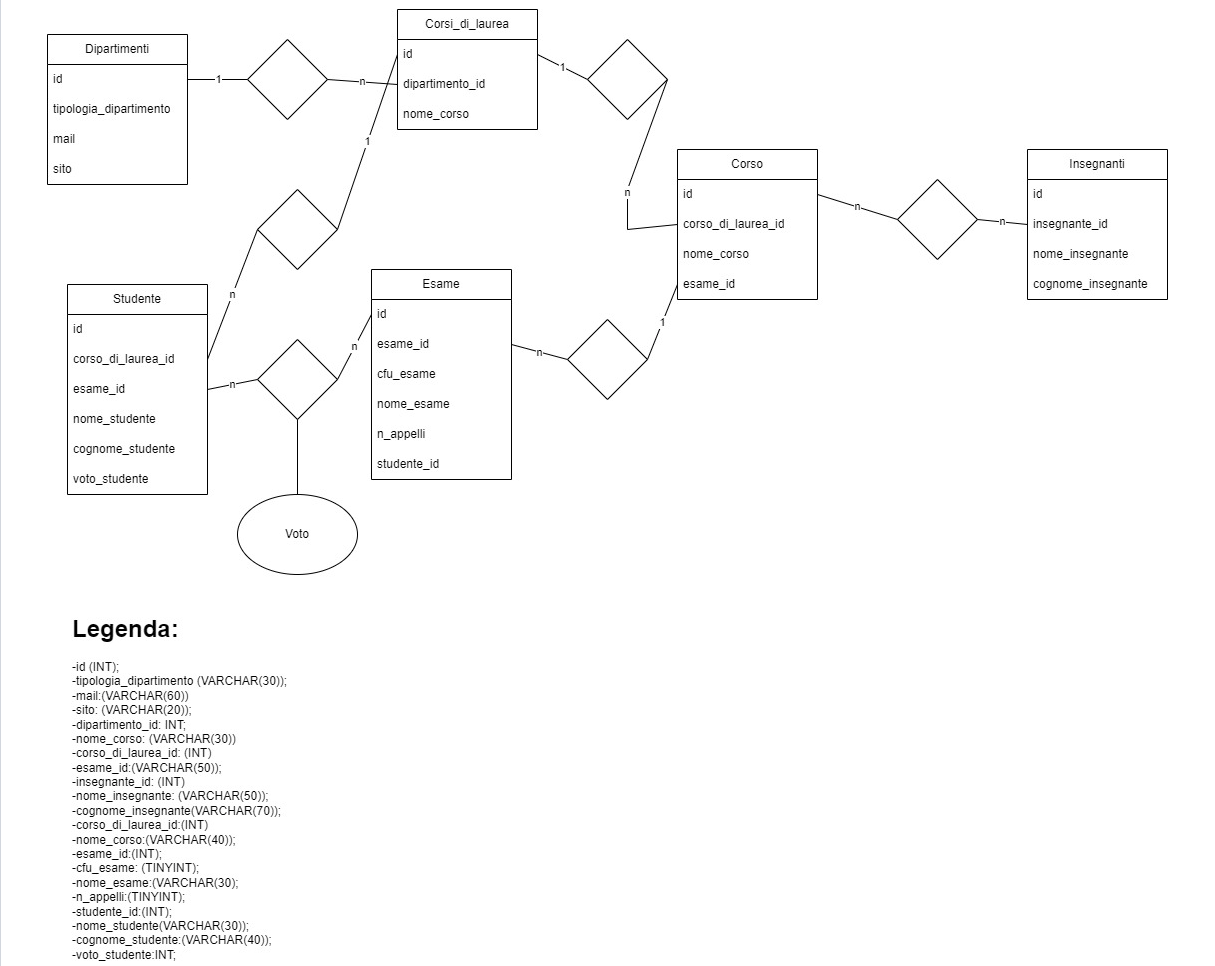 Dipartimenti
id
tipologia_dipartimento
mail
sito
1
n
Corsi_di_laurea
id
dipartimento_id
nome_corso
1
n
1
n
Corso
id
corso_di_laurea_id
nome_corso
esame_id
n
n
Insegnanti
id
insegnante_id
nome_insegnante
cognome_insegnante
Studente
id
corso_di_laurea_id
esame_id
nome_studente
cognome_studente
voto_studente
n
n
Voto
Esame
id
esame_id
cfu_esame
nome_esame
n_appelli
studente_id
n
1
Legenda:
-id (INT);
-tipologia_dipartimento (VARCHAR(30));
-mail:(VARCHAR(60))
-sito: (VARCHAR(20));
-dipartimento_id: INT;
-nome_corso: (VARCHAR(30))
-corso_di_laurea_id: (INT)
-esame_id:(VARCHAR(50));
-insegnante_id: (INT)
-nome_insegnante: (VARCHAR(50));
-cognome_insegnante(VARCHAR(70));
-corso_di_laurea_id:(INT)
-nome_corso:(VARCHAR(40));
-esame_id:(INT);
-cfu_esame: (TINYINT);
-nome_esame:(VARCHAR(30);
-n_appelli:(TINYINT);
-studente_id:(INT);
-nome_studente(VARCHAR(30));
-cognome_studente:(VARCHAR(40));
-voto_studente:INT;